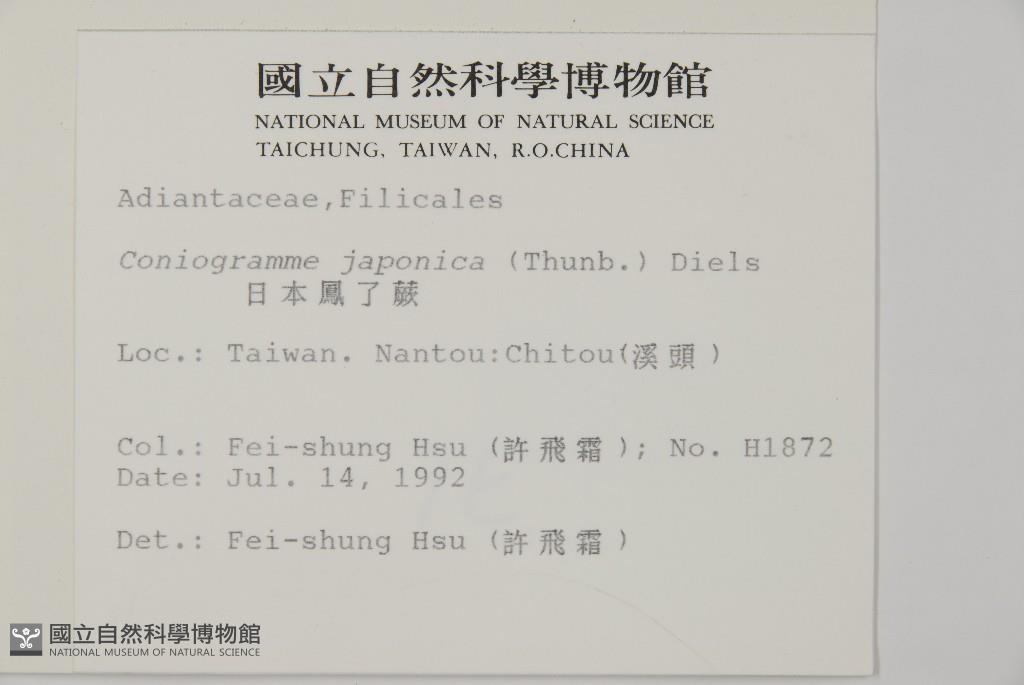 國立自然科學博物館
NATIONAL MUSEUM OF NATURAL SCIENCE
TAICHUNG, TAIWAN, R.O.CHINA
Adiantaceae,Filicales
Coniogramme japonica (Thunb.) Diels
日本鳳了蕨
Loc.: Taiwan. Nantou:Chitou(溪頭)
Col.: Fei-shung Hsu (許飛霜); No. H1872
Date: Jul. 14, 1992
Det.: Fei-shung Hsu (許飛霜)
國立自然科學博物館
NATIONAL MUSEUM OF NATURAL SCIENCE